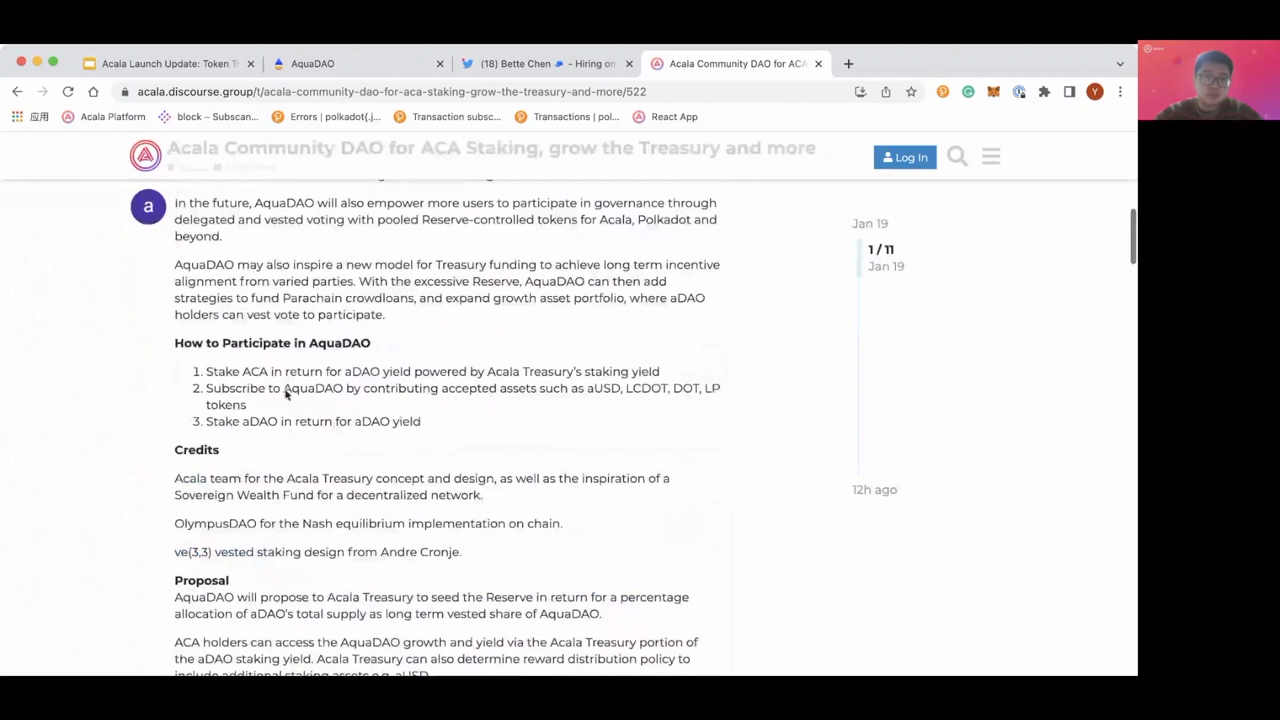 Acala Launch Update: Token T
AquaDAO
(18) Bette Chen - Hiring on
Acala Community DAO for ACA
acala.discourse.group/t/acala-community-dao-for-aca-staking-grow-the-treasury-and-more/522
Y
应用
Acala Platform
block – Subscan...
Errors | polkadot{.j...
Transaction subsc...
Transactions | pol...
React App
Acala Community DAO for ACA Staking, grow the Treasury and more
Log In
a
In the future, AquaDAO will also empower more users to participate in governance through
delegated and vested voting with pooled Reserve-controlled tokens for Acala, Polkadot and
beyond.
AquaDAO may also inspire a new model for Treasury funding to achieve long term incentive
alignment from varied parties. With the excessive Reserve, AquaDAO can then add
strategies to fund Parachain crowdloans, and expand growth asset portfolio, where aDAO
holders can vest vote to participate.
How to Participate in AquaDAO
1. Stake ACA in return for aDAO yield powered by Acala Treasury's staking yield
2. Subscribe to AquaDAO by contributing accepted assets such as aUSD, LCDOT, DOT, LP
tokens
3. Stake aDAO in return for aDAO yield
Credits
Acala team for the Acala Treasury concept and design, as well as the inspiration of a
Sovereign Wealth Fund for a decentralized network.
OlympusDAO for the Nash equilibrium implementation on chain.
ve(3,3) vested staking design from Andre Cronje.
Proposal
AquaDAO will propose to Acala Treasury to seed the Reserve in return for a percentage
allocation of aDAO's total supply as long term vested share of AquaDAO.
ACA holders can access the AquaDAO growth and yield via the Acala Treasury portion of
the aDAO staking yield. Acala Treasury can also determine reward distribution policy to
include additional staking assets e.g. aUSD
Jan 19
1 / 11
Jan 19
12h ago